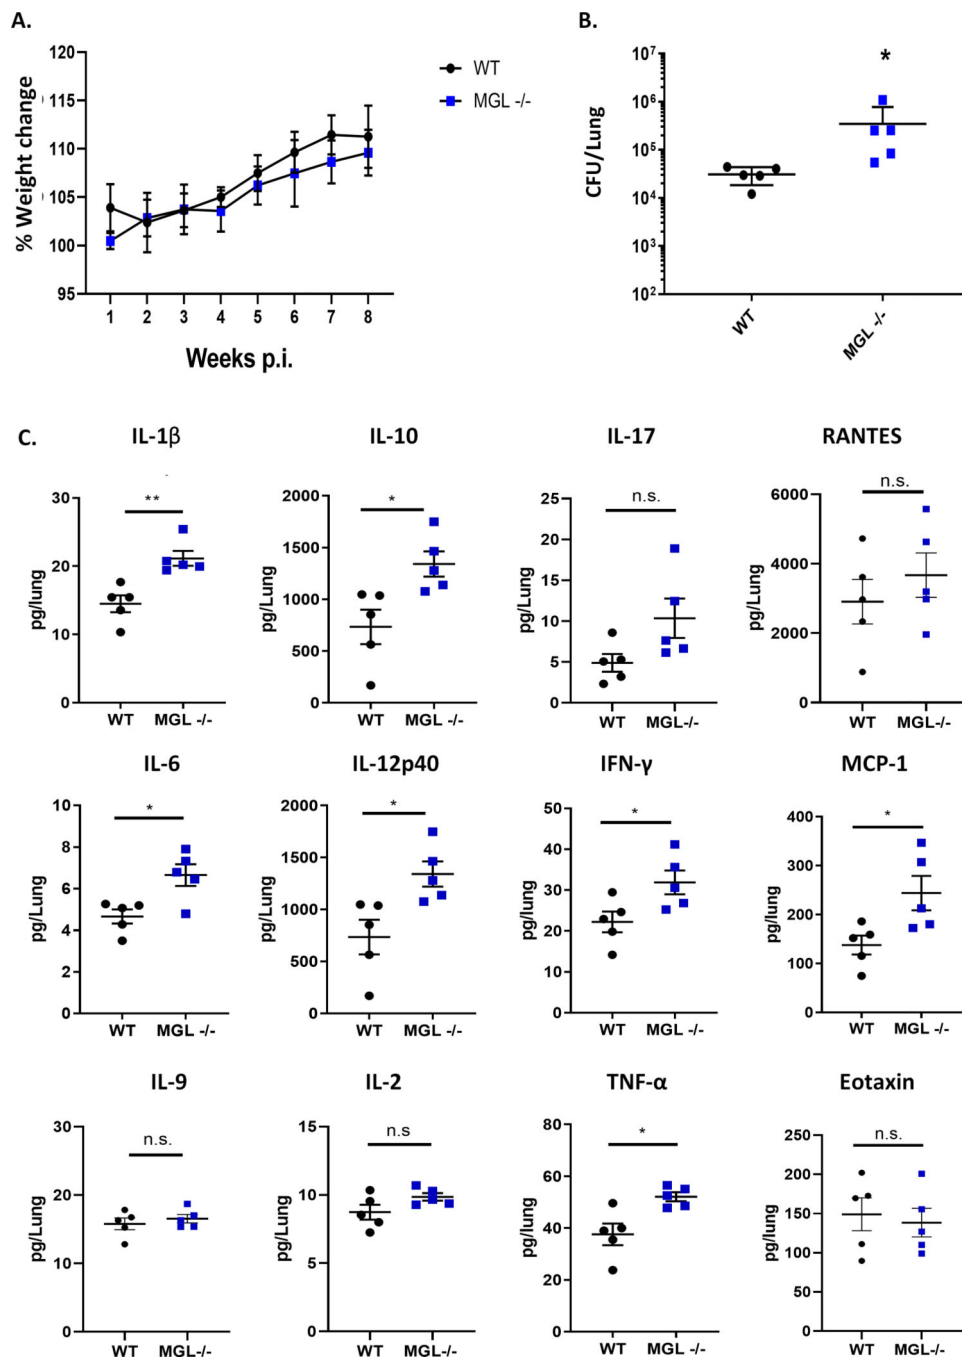 A.
B.
120
115
110
105
100
95
% Weight change
1 2 3 4 5 6 7 8
Weeks p.i.
WT
MGL -/-
10⁷
10⁶
10⁵
10⁴
10³
10²
CFU/Lung
*
WT
MGL -/-
C.
IL-1β
30
20
10
0
pg/Lung
**
WT MGL -/-
IL-10
2000
1500
1000
500
0
pg/Lung
*
WT MGL -/-
IL-17
25
20
15
10
5
0
pg/Lung
n.s.
WT MGL-/-
RANTES
6000
4000
2000
0
pg/Lung
n.s.
WT MGL-/-
IL-6
10
8
6
4
2
0
pg/Lung
*
WT MGL -/-
IL-12p40
2000
1500
1000
500
0
pg/Lung
*
WT MGL -/-
IFN-γ
50
40
30
20
10
0
pg/Lung
*
WT MGL -/-
MCP-1
400
300
200
100
0
pg/lung
*
WT MGL -/-
IL-9
30
20
10
0
pg/Lung
n.s.
WT MGL-/-
IL-2
15
10
5
0
pg/Lung
n.s
WT MGL -/-
TNF-α
80
60
40
20
0
pg/Lung
*
WT MGL -/-
Eotaxin
250
200
150
100
50
0
pg/lung
n.s.
WT MGL-/-